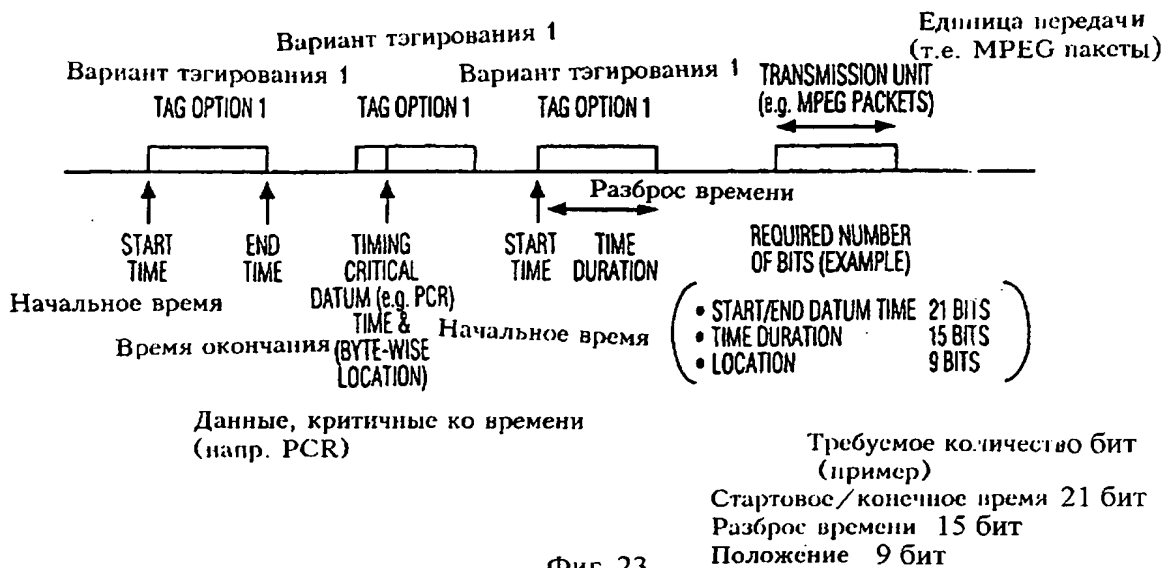 Единица передачи
(т.е. MPEG пакеты)
Вариант тэгирования 1
Вариант тэгирования 1
Вариант тэгирования 1
TAG OPTION 1
TAG OPTION 1
TAG OPTION 1
TRANSMISSION UNIT
(e.g. MPEG PACKETS)
Разброс времени
START
TIME
END
TIME
TIMING
CRITICAL
DATUM (e.g. PCR)
TIME &
(BYTE-WISE
LOCATION)
START
TIME
TIME
DURATION
REQUIRED NUMBER
OF BITS (EXAMPLE)
• START/END DATUM TIME 21 BITS
• TIME DURATION 15 BITS
• LOCATION 9 BITS
Начальное время
Время окончания
Начальное время
Данные, критичные ко времени
(напр. PCR)
Требуемое количество бит
(пример)
Стартовое/конечное время 21 бит
Разброс времени 15 бит
Положение 9 бит
Фиг. 23